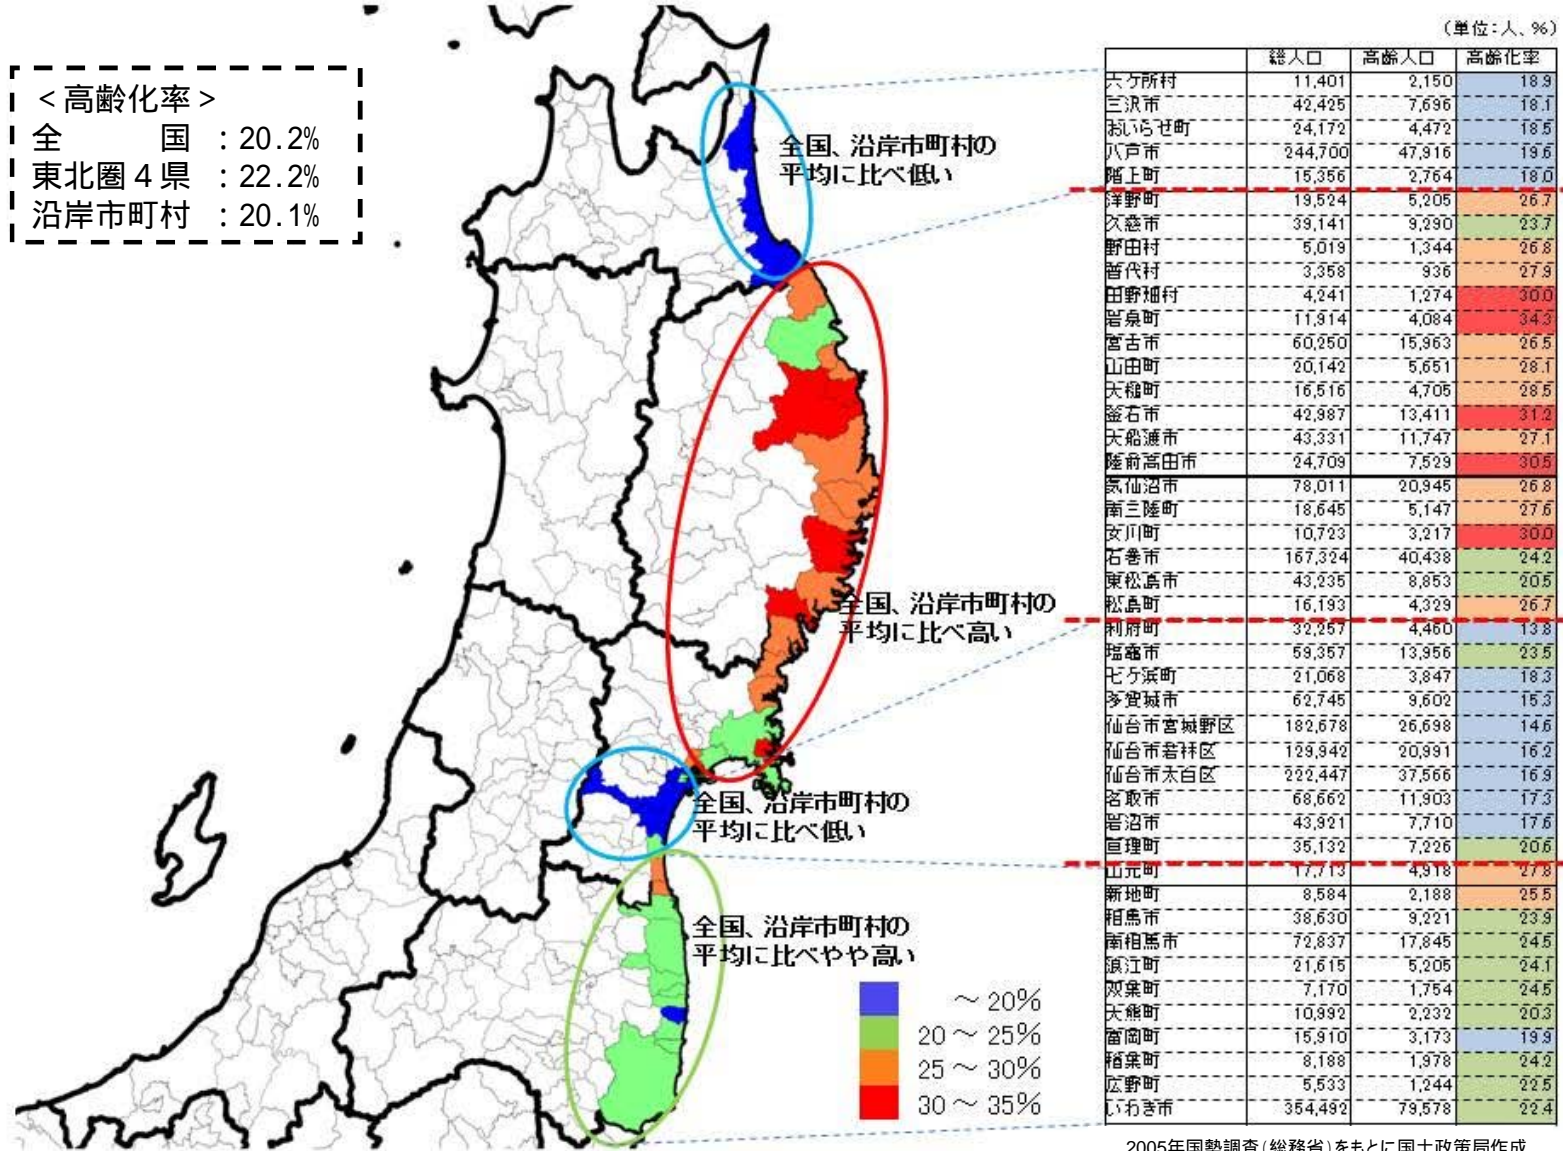 ＜高齢化率＞
全　　　国　：20.2%
東北圏４県　：22.2%
沿岸市町村　：20.1%
全国、沿岸市町村の
平均に比べ低い
全国、沿岸市町村の
平均に比べ高い
全国、沿岸市町村の
平均に比べ低い
全国、沿岸市町村の
平均に比べやや高い
～20%
20～25%
25～30%
30～35%
（単位：人、%）
総人口 高齢人口 高齢化率
六ケ所村 11,401 2,150 18.9
三沢市 42,425 7,696 18.1
おいらせ町 24,172 4,472 18.5
八戸市 244,700 47,916 19.6
階上町 15,356 2,764 18.0
洋野町 19,524 5,205 26.7
久慈市 39,141 9,290 23.7
野田村 5,019 1,344 26.8
普代村 3,358 936 27.9
田野畑村 4,241 1,274 30.0
岩泉町 11,914 4,084 34.3
宮古市 60,250 15,963 26.5
山田町 20,142 5,651 28.1
大槌町 16,516 4,705 28.5
釜石市 42,987 13,411 31.2
大船渡市 43,331 11,747 27.1
陸前高田市 24,709 7,529 30.5
気仙沼市 78,011 20,945 26.8
南三陸町 18,645 5,147 27.6
女川町 10,723 3,217 30.0
石巻市 167,324 40,438 24.2
東松島市 43,235 8,853 20.5
松島町 16,193 4,329 26.7
利府町 32,257 4,460 13.8
塩竈市 59,357 13,956 23.5
七ケ浜町 21,068 3,847 18.3
多賀城市 62,745 9,602 15.3
仙台市宮城野区 182,678 26,698 14.6
仙台市若林区 129,942 20,991 16.2
仙台市太白区 222,447 37,566 16.9
名取市 68,662 11,903 17.3
岩沼市 43,921 7,710 17.6
亘理町 35,132 7,226 20.6
山元町 17,713 4,918 27.8
新地町 8,584 2,188 25.5
相馬市 38,630 9,221 23.9
南相馬市 72,837 17,845 24.5
浪江町 21,615 5,205 24.1
双葉町 7,170 1,754 24.5
大熊町 10,992 2,232 20.3
富岡町 15,910 3,173 19.9
楢葉町 8,188 1,978 24.2
広野町 5,533 1,244 22.5
いわき市 354,492 79,578 22.4
2005年国勢調査（総務省）をもとに国土政策局作成